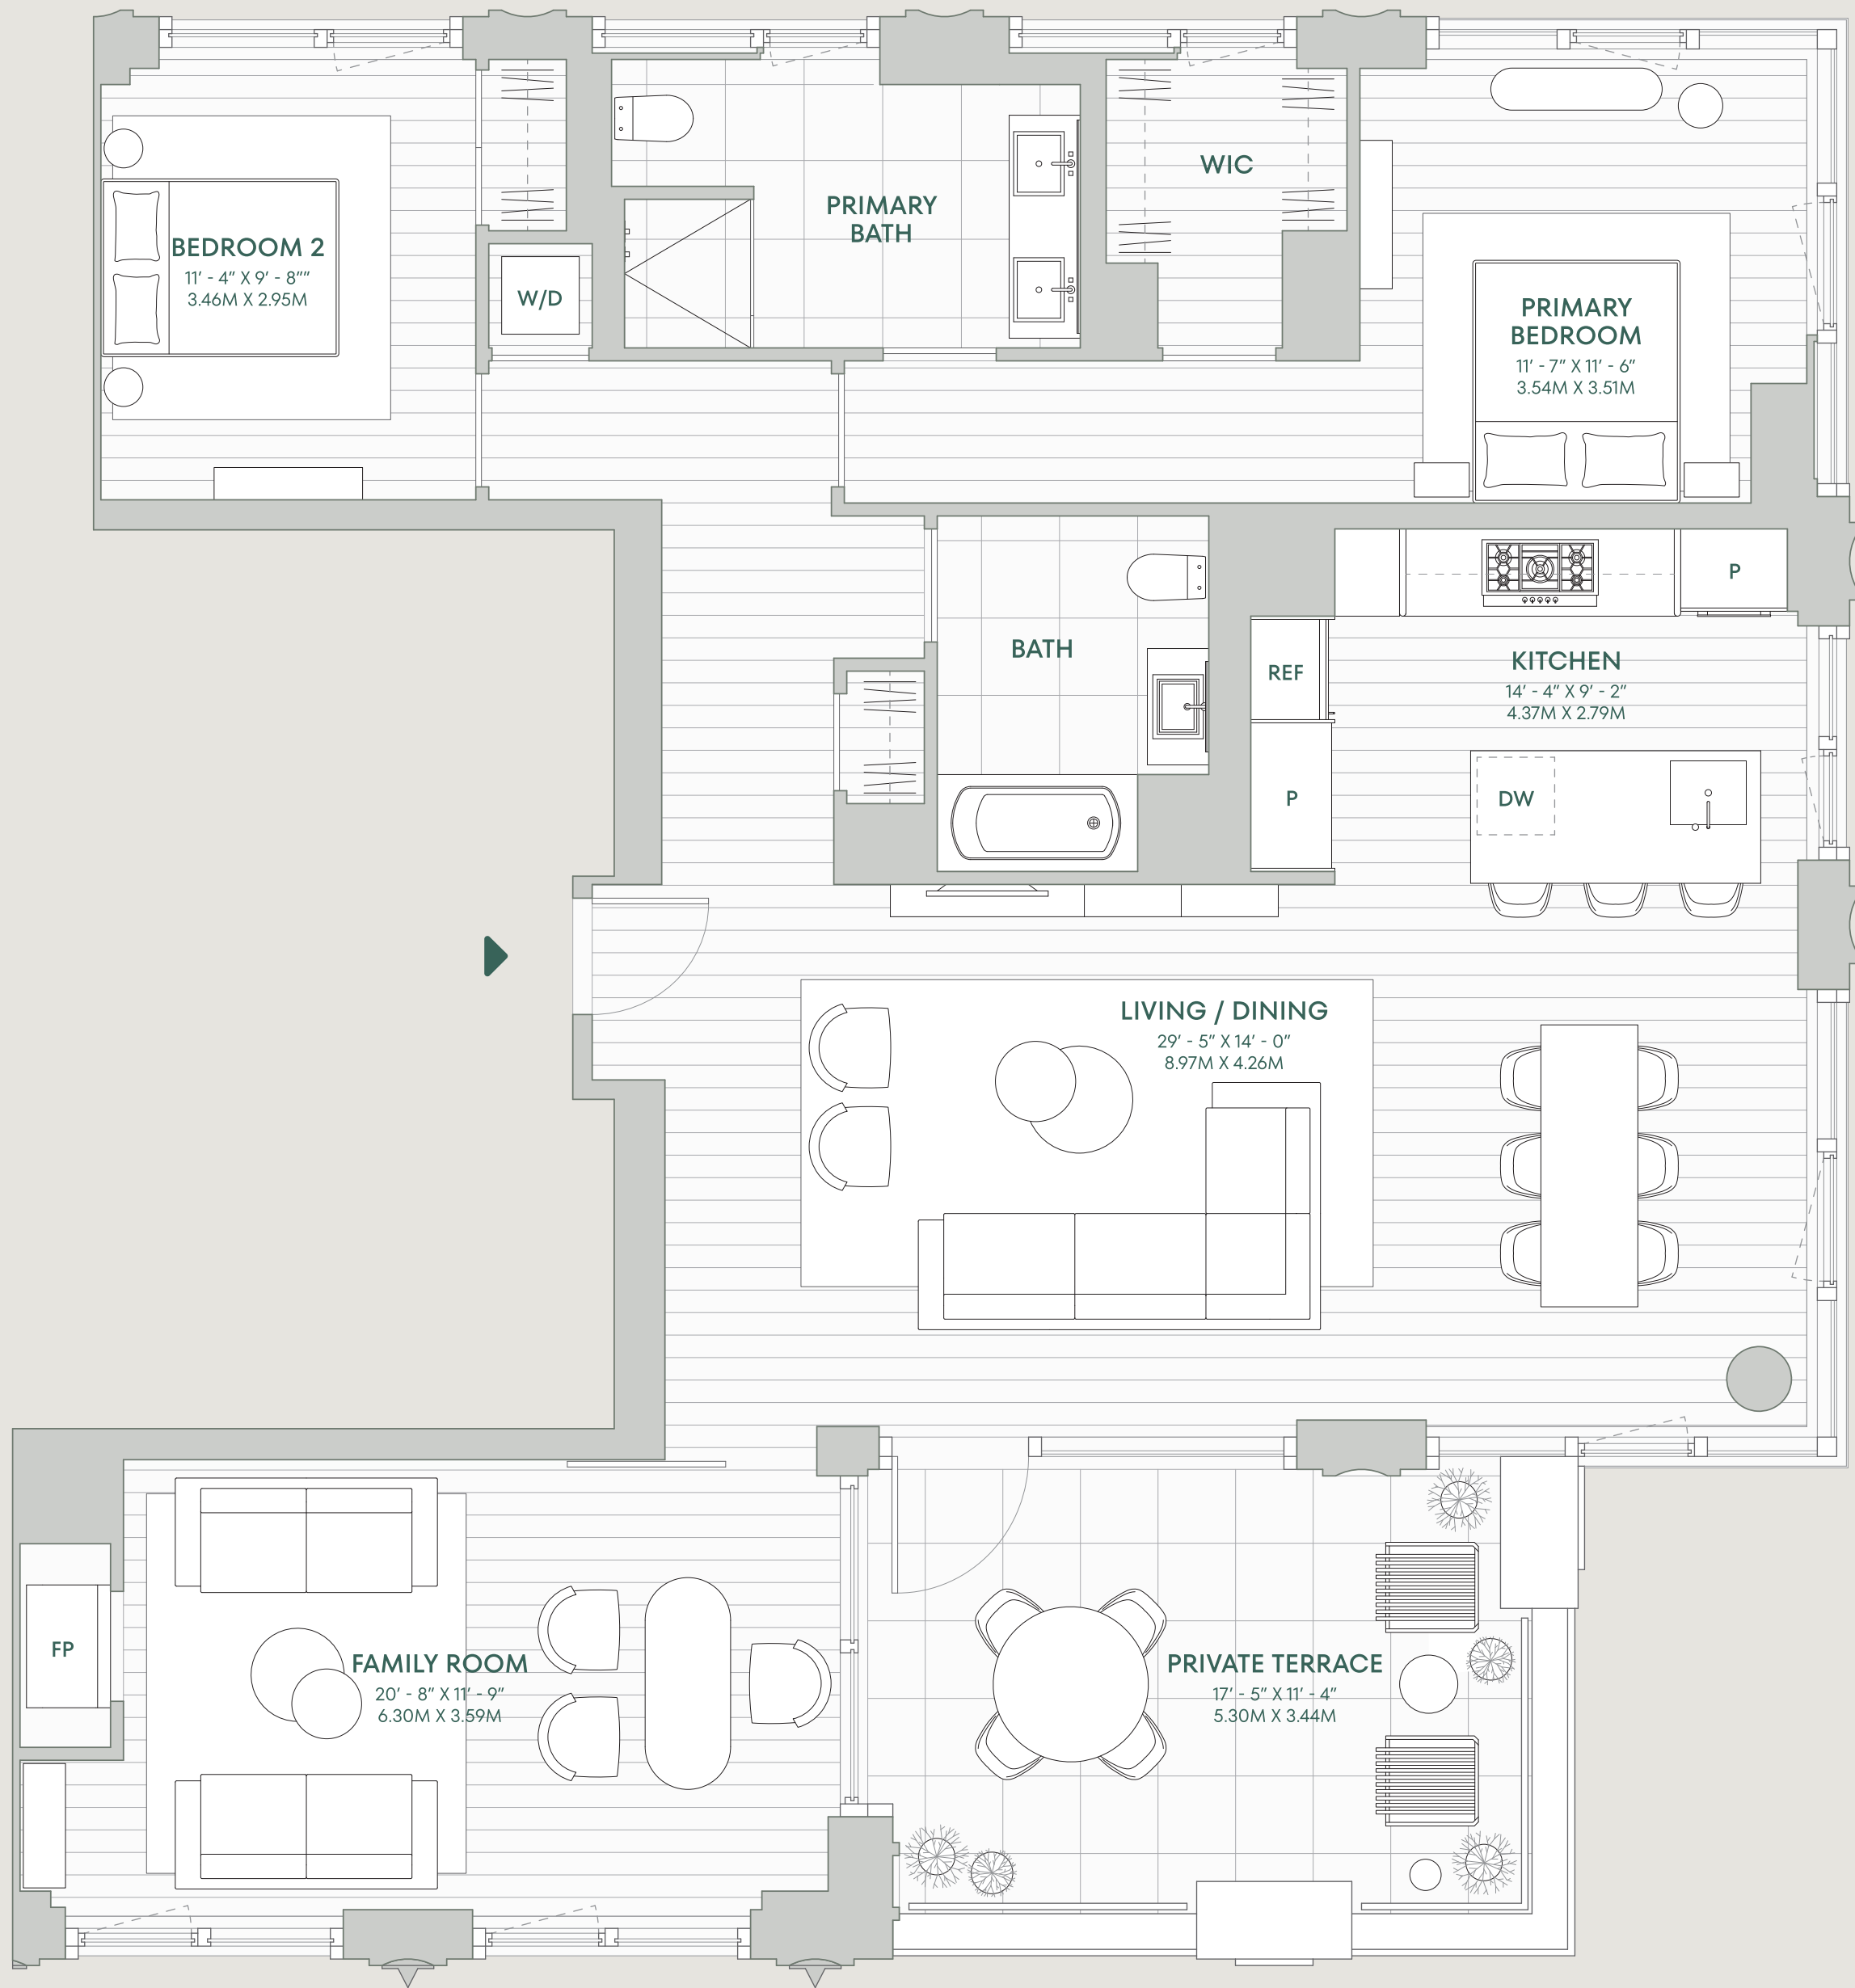 WIC
PRIMARY
BATH
BEDROOM 2
11’ - 4” X 9’ - 8””
3.46M X 2.95M
W/D
PRIMARY
BEDROOM
11’ - 7” X 11’ - 6”
3.54M X 3.51M
P
BATH
REF
KITCHEN
14’ - 4” X 9’ - 2”
4.37M X 2.79M
P
DW
LIVING / DINING
29’ - 5” X 14’ - 0”
8.97M X 4.26M
FP
FAMILY ROOM
20’ - 8” X 11’ - 9”
6.30M X 3.59M
PRIVATE TERRACE
17’ - 5” X 11’ - 4”
5.30M X 3.44M